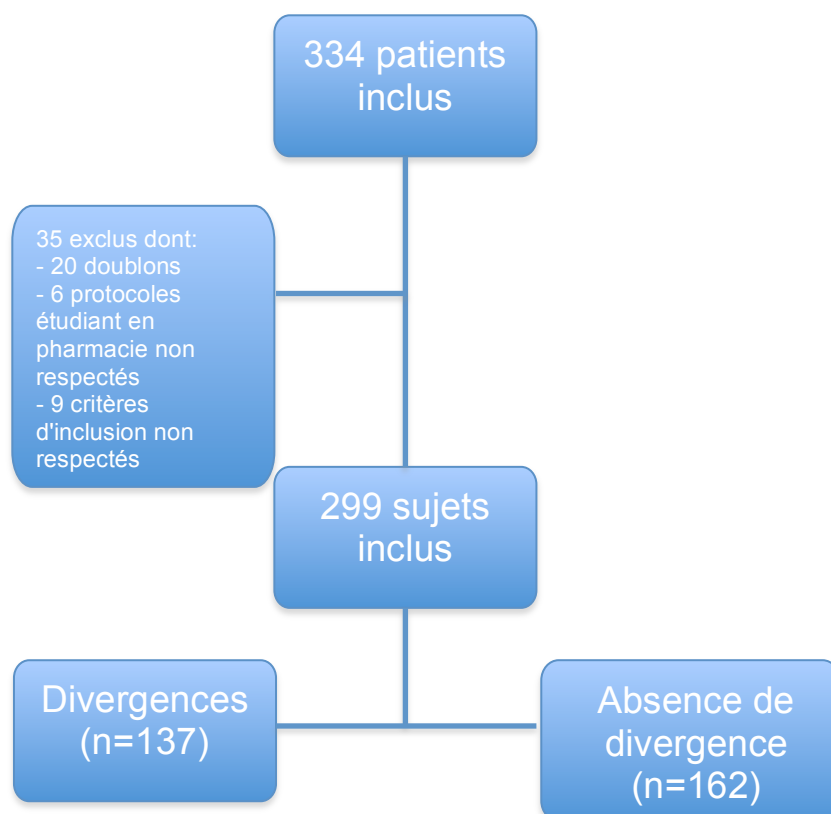 334 patients
inclus
35 exclus dont:
- 20 doublons
- 6 protocoles
étudiant en
pharmacie non
respectés
- 9 critères
d'inclusion non
respectés
299 sujets
inclus
Divergences
(n=137)
Absence de
divergence
(n=162)